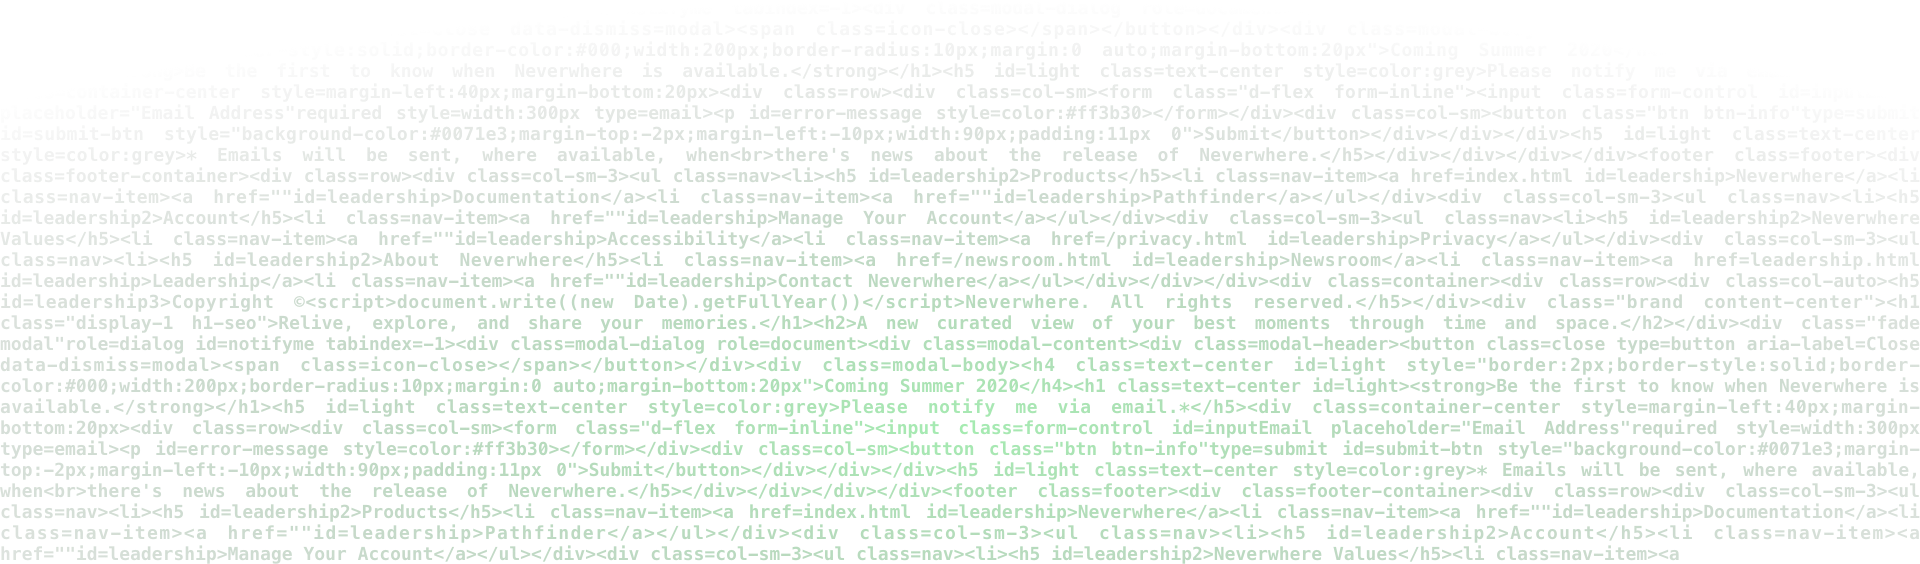 data-dismiss=modal><span class=icon-close></span></button></div><div
style:solid;border-color:#000;width:200px;border-radius:10px;margin:0 auto;margin-bottom:20px">Coming Summer
the first to know when Neverwhere is available.</strong></h1><h5 id=light class=text-center style=color:grey>Please notify me via
style=margin-left:40px;margin-bottom:20px><div class=row><div class=col-sm><form class="d-flex form-inline"><input class=form-control
placeholder="Email Address"required style=width:300px type=email><p id=error-message style=color:#ff3b30></form></div><div class=col-sm><button class="btn btn-info"type=submit
id=submit-btn style="background-color:#0071e3;margin-top:-2px;margin-left:-10px;width:90px;padding:11px 0">Submit</button></div></div></div><h5 id=light class=text-center
style=color:grey>* Emails will be sent, where available, when<br>there's news about the release of Neverwhere.</h5></div></div></div></div><footer class=footer><div
class=footer-container><div class=row><div class=col-sm-3><ul class=nav><li><h5 id=leadership2>Products</h5><li class=nav-item><a href=index.html id=leadership>Neverwhere</a><li
class=nav-item><a href=""id=leadership>Documentation</a><li class=nav-item><a href=""id=leadership>Pathfinder</a></ul></div><div class=col-sm-3><ul class=nav><li><h5
id=leadership2>Account</h5><li class=nav-item><a href=""id=leadership>Manage Your Account</a></ul></div><div class=col-sm-3><ul class=nav><li><h5 id=leadership2>Neverwhere
Values</h5><li class=nav-item><a href=""id=leadership>Accessibility</a><li class=nav-item><a href=/privacy.html id=leadership>Privacy</a></ul></div><div class=col-sm-3><ul
class=nav><li><h5 id=leadership2>About Neverwhere</h5><li class=nav-item><a href=/newsroom.html id=leadership>Newsroom</a><li class=nav-item><a href=leadership.html
id=leadership>Leadership</a><li class=nav-item><a href=""id=leadership>Contact Neverwhere</a></ul></div></div></div><div class=container><div class=row><div class=col-auto><h5
id=leadership3>Copyright ©<script>document.write((new Date).getFullYear())</script>Neverwhere. All rights reserved.</h5></div><div class="brand content-center"><h1
class="display-1 h1-seo">Relive, explore, and share your memories.</h1><h2>A new curated view of your best moments through time and space.</h2></div><div class="fade
modal"role=dialog id=notifyme tabindex=-1><div class=modal-dialog role=document><div class=modal-content><div class=modal-header><button class=close type=button aria-label=Close
data-dismiss=modal><span class=icon-close></span></button></div><div class=modal-body><h4 class=text-center id=light style="border:2px;border-style:solid;border-
color:#000;width:200px;border-radius:10px;margin:0 auto;margin-bottom:20px">Coming Summer 2020</h4><h1 class=text-center id=light><strong>Be the first to know when Neverwhere is
available.</strong></h1><h5 id=light class=text-center style=color:grey>Please notify me via email.*</h5><div class=container-center style=margin-left:40px;margin-
bottom:20px><div class=row><div class=col-sm><form class="d-flex form-inline"><input class=form-control id=inputEmail placeholder="Email Address"required style=width:300px
type=email><p id=error-message style=color:#ff3b30></form></div><div class=col-sm><button class="btn btn-info"type=submit id=submit-btn style="background-color:#0071e3;margin-
top:-2px;margin-left:-10px;width:90px;padding:11px 0">Submit</button></div></div></div><h5 id=light class=text-center style=color:grey>* Emails will be sent, where available,
when<br>there's news about the release of Neverwhere.</h5></div></div></div></div><footer class=footer><div class=footer-container><div class=row><div class=col-sm-3><ul
class=nav><li><h5 id=leadership2>Products</h5><li class=nav-item><a href=index.html id=leadership>Neverwhere</a><li class=nav-item><a href=""id=leadership>Documentation</a><li
class=nav-item><a href=""id=leadership>Pathfinder</a></ul></div><div class=col-sm-3><ul class=nav><li><h5 id=leadership2>Account</h5><li class=nav-item><a
href=""id=leadership>Manage Your Account</a></ul></div><div class=col-sm-3><ul class=nav><li><h5 id=leadership2>Neverwhere Values</h5><li class=nav-item><a